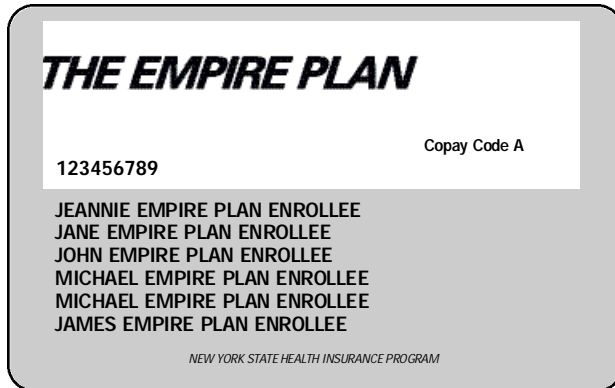 THE EMPIRE PLAN
Copay Code A
123456789
JEANNIE EMPIRE PLAN ENROLLEE
JANE EMPIRE PLAN ENROLLEE
JOHN EMPIRE PLAN ENROLLEE
MICHAEL EMPIRE PLAN ENROLLEE
MICHAEL EMPIRE PLAN ENROLLEE
JAMES EMPIRE PLAN ENROLLEE
NEW YORK STATE HEALTH INSURANCE PROGRAM